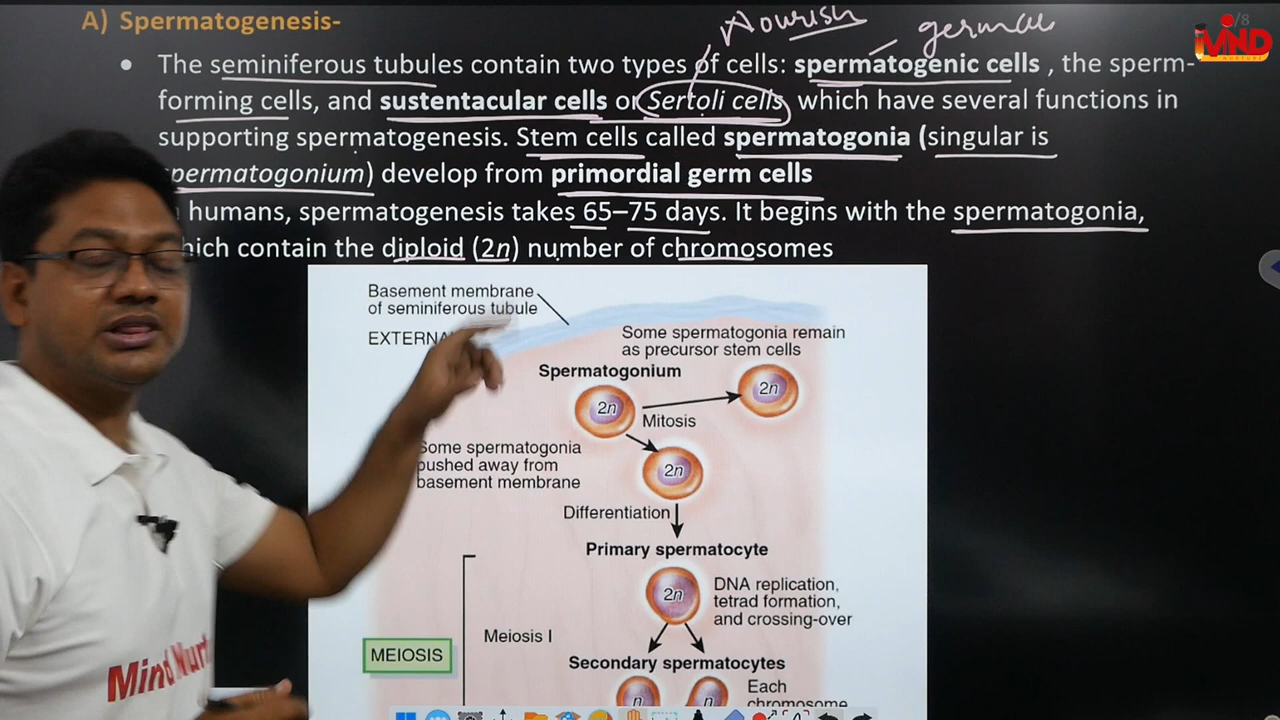 A) Spermatogenesis-
Nourish
germal
/8
MIND
• The seminiferous tubules contain two types of cells: spermatogenic cells , the sperm-
forming cells, and sustentacular cells or Sertoli cells which have several functions in
supporting spermatogenesis. Stem cells called spermatogonia (singular is
permatogonium) develop from primordial germ cells
humans, spermatogenesis takes 65–75 days. It begins with the spermatogonia,
hich contain the diploid (2n) number of chromosomes
Basement membrane
of seminiferous tubule
EXTERNA
Some spermatogonia remain
as precursor stem cells
Spermatogonium
2n
2n
Mitosis
Some spermatogonia
pushed away from
basement membrane
2n
Differentiation
Primary spermatocyte
2n
DNA replication,
tetrad formation,
and crossing-over
Meiosis I
MEIOSIS
Secondary spermatocytes
n
n
Each
chromosome
Mind Nurt